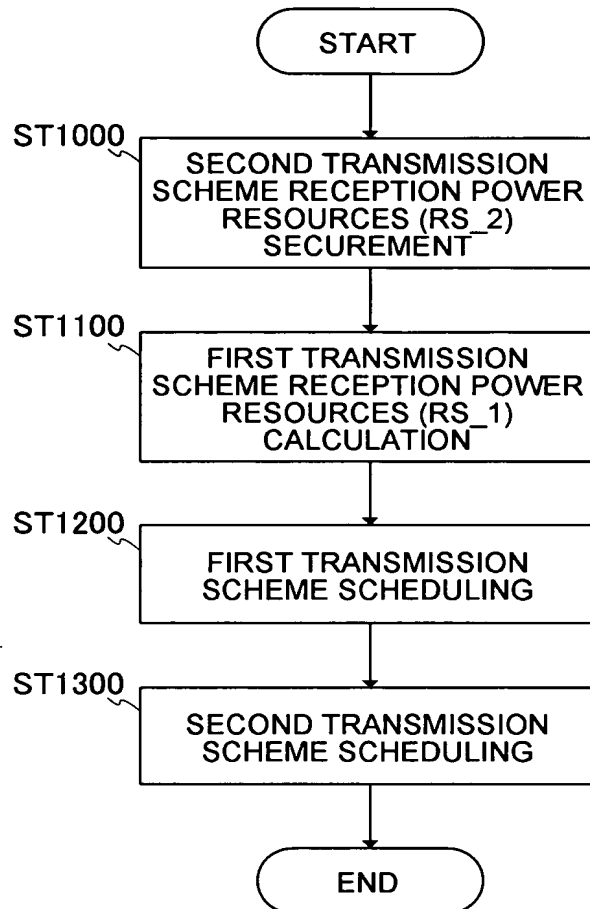 START
ST1000
SECOND TRANSMISSION
SCHEME RECEPTION POWER
RESOURCES (RS_2)
SECUREMENT
ST1100
FIRST TRANSMISSION
SCHEME RECEPTION POWER
RESOURCES (RS_1)
CALCULATION
ST1200
FIRST TRANSMISSION
SCHEME SCHEDULING
ST1300
SECOND TRANSMISSION
SCHEME SCHEDULING
END